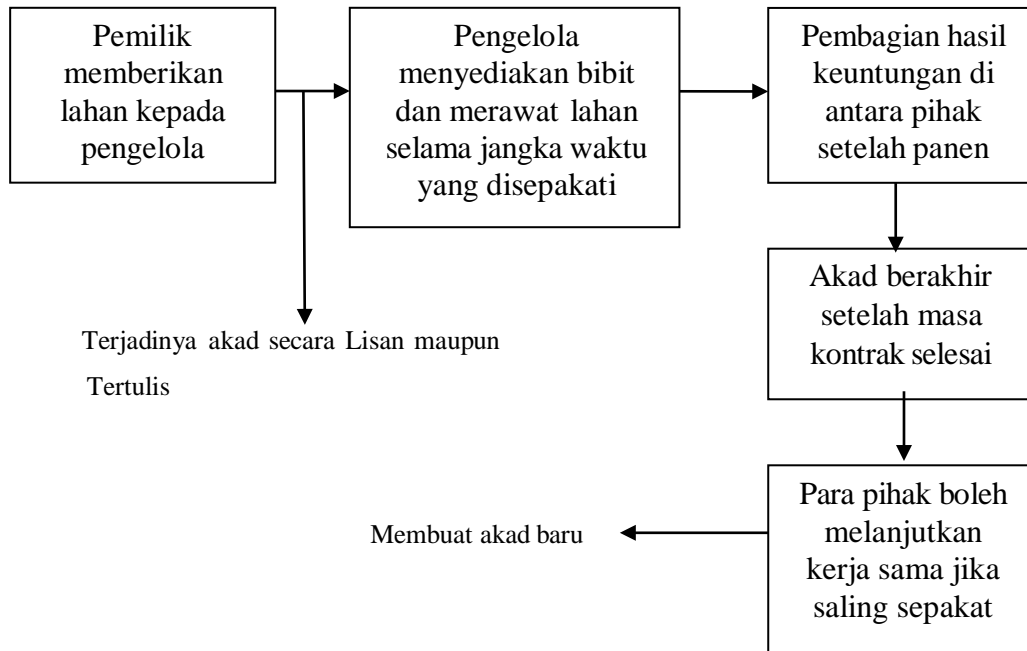 Pemilik
memberikan
lahan kepada
pengelola
Pengelola
menyediakan bibit
dan merawat lahan
selama jangka waktu
yang disepakati
Pembagian hasil
keuntungan di
antara pihak
setelah panen
Terjadinya akad secara Lisan maupun
Tertulis
Akad berakhir
setelah masa
kontrak selesai
Para pihak boleh
melanjutkan
kerja sama jika
saling sepakat
Membuat akad baru